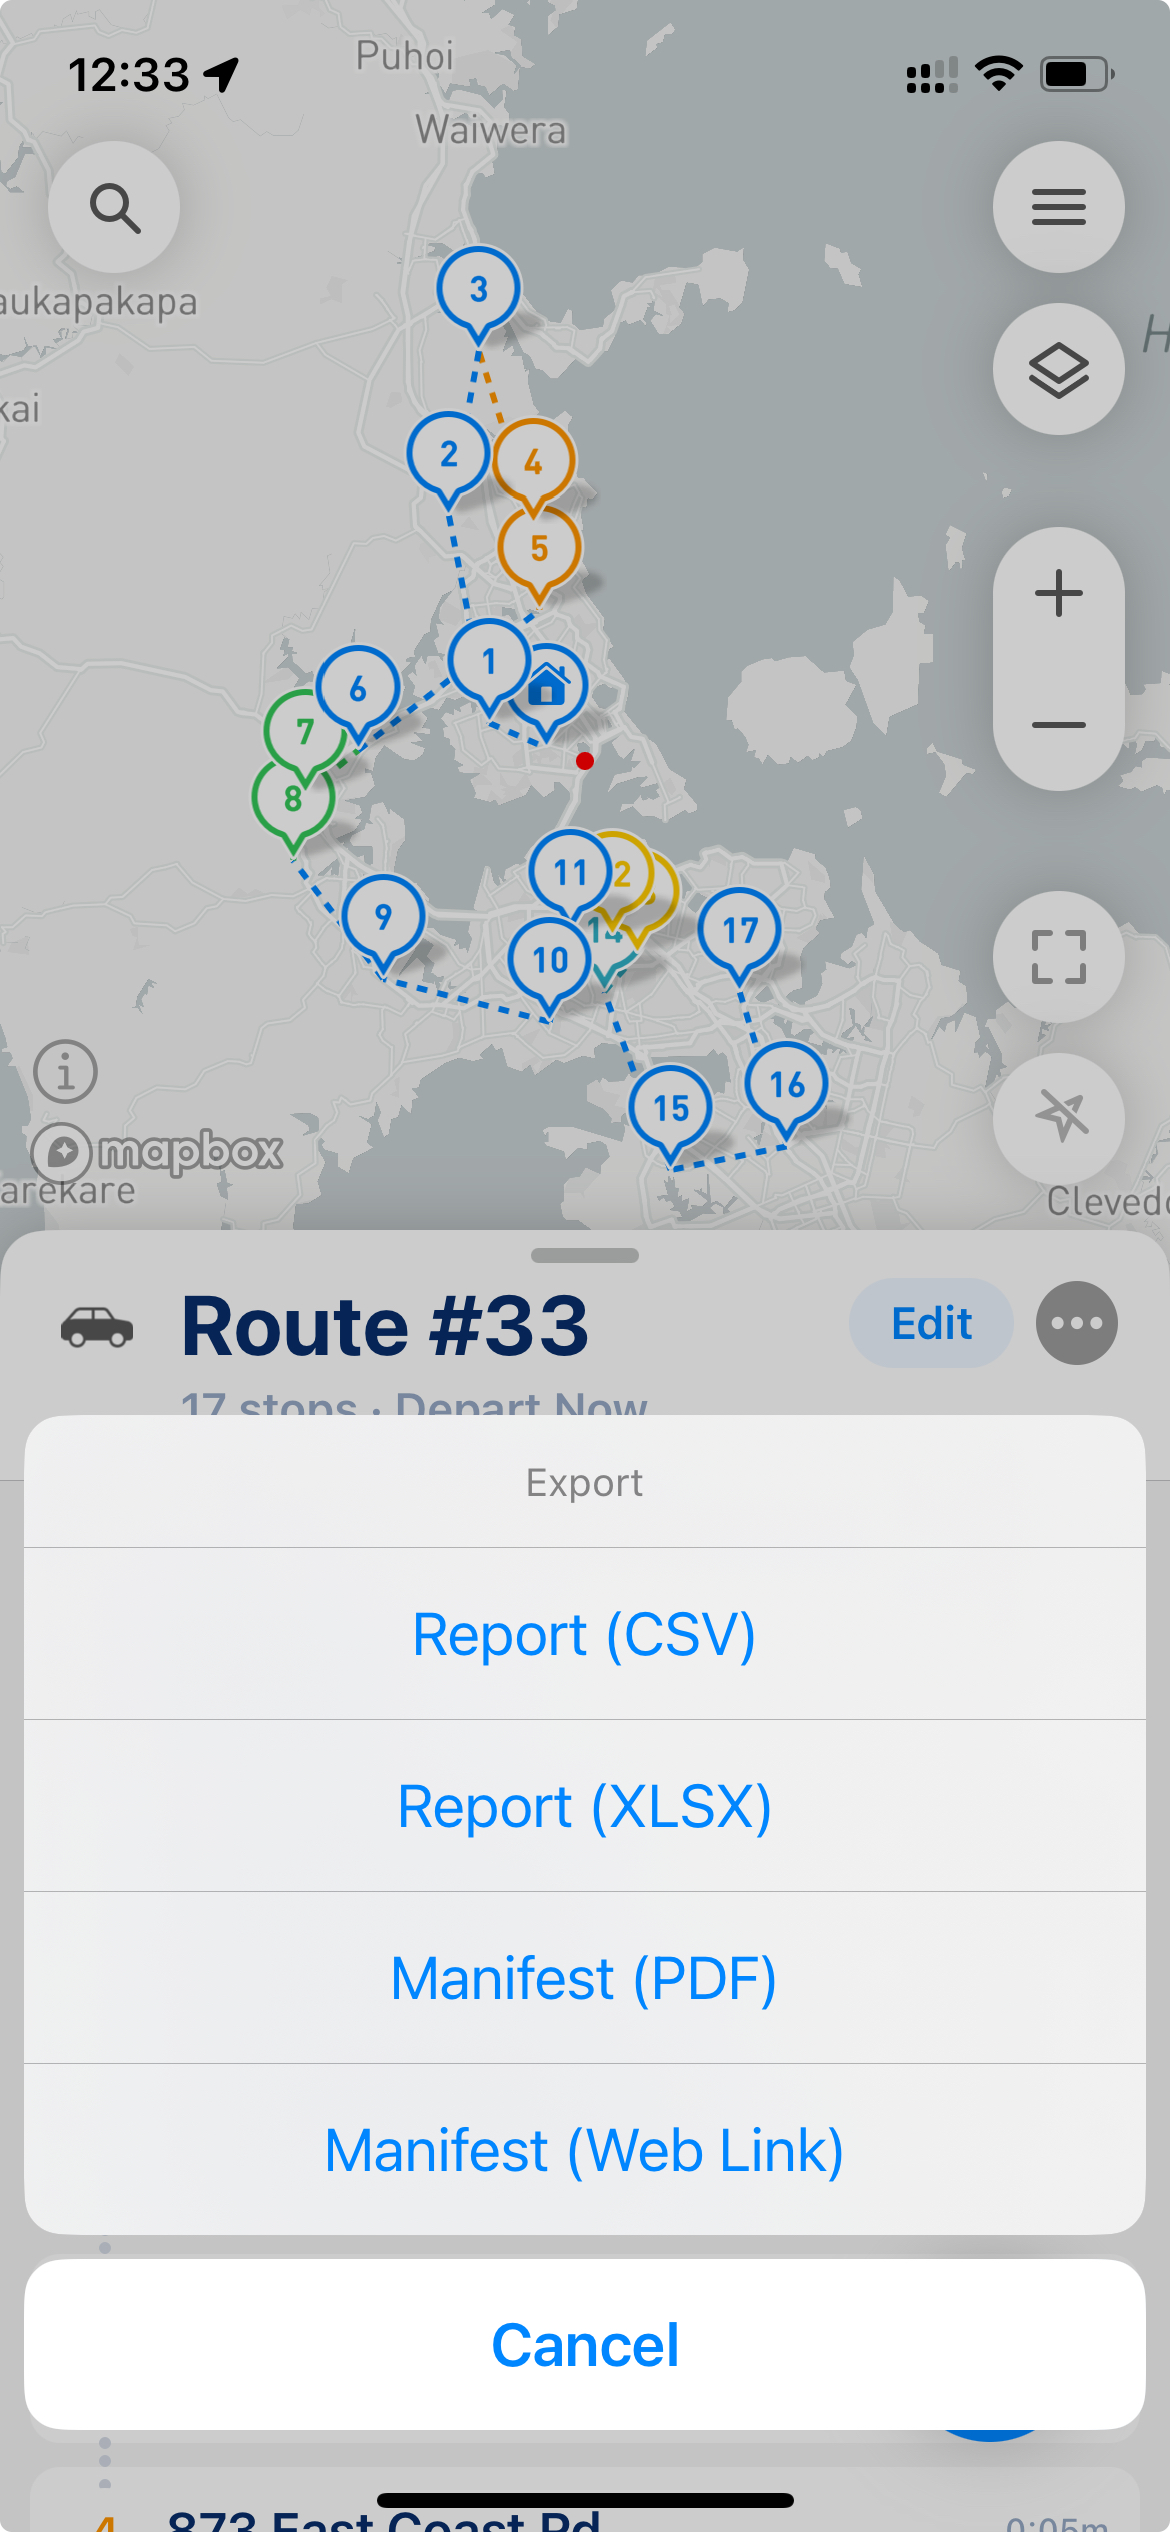 12:33
Puhoi
Waiwera
aukapakapa
kai
H
3
2
4
5
1
6
7
8
11
2
9
10
14
17
15
16
mapbox
arekare
Clevedo
Route #33
Edit
17 stops · Depart Now
Export
Report (CSV)
Report (XLSX)
Manifest (PDF)
Manifest (Web Link)
Cancel
4
873 East Coast Rd
0:05m